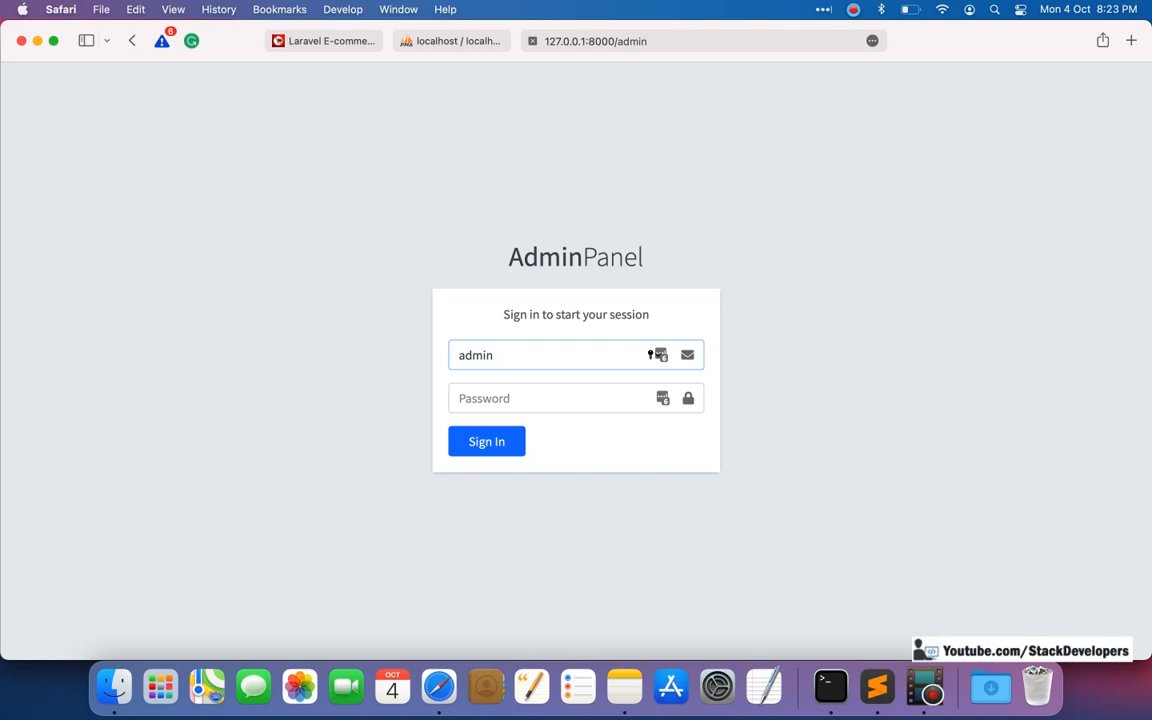 Safari File Edit View History Bookmarks Develop Window Help Mon 4 Oct 8:23 PM
6
Laravel E-comme... localhost / localh... 127.0.0.1:8000/admin
AdminPanel
Sign in to start your session
admin
Password
Sign In
Youtube.com/StackDevelopers
OCT
4